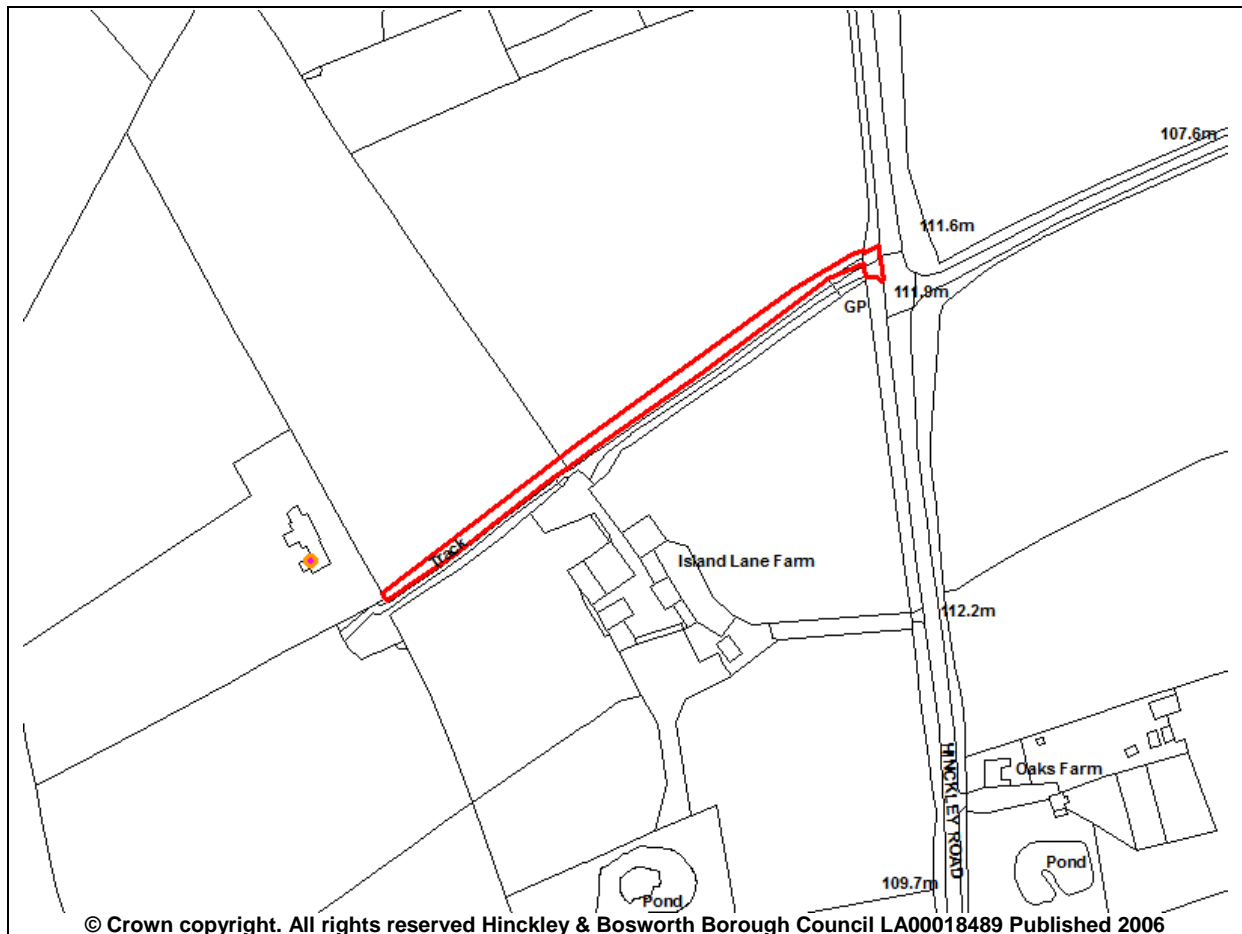 107.6m
111.6m
111.9m
GP
Track
Island Lane Farm
112.2m
HINCKLEY ROAD
Oaks Farm
Pond
109.7m
Pond
© Crown copyright. All rights reserved Hinckley & Bosworth Borough Council LA00018489 Published 2006